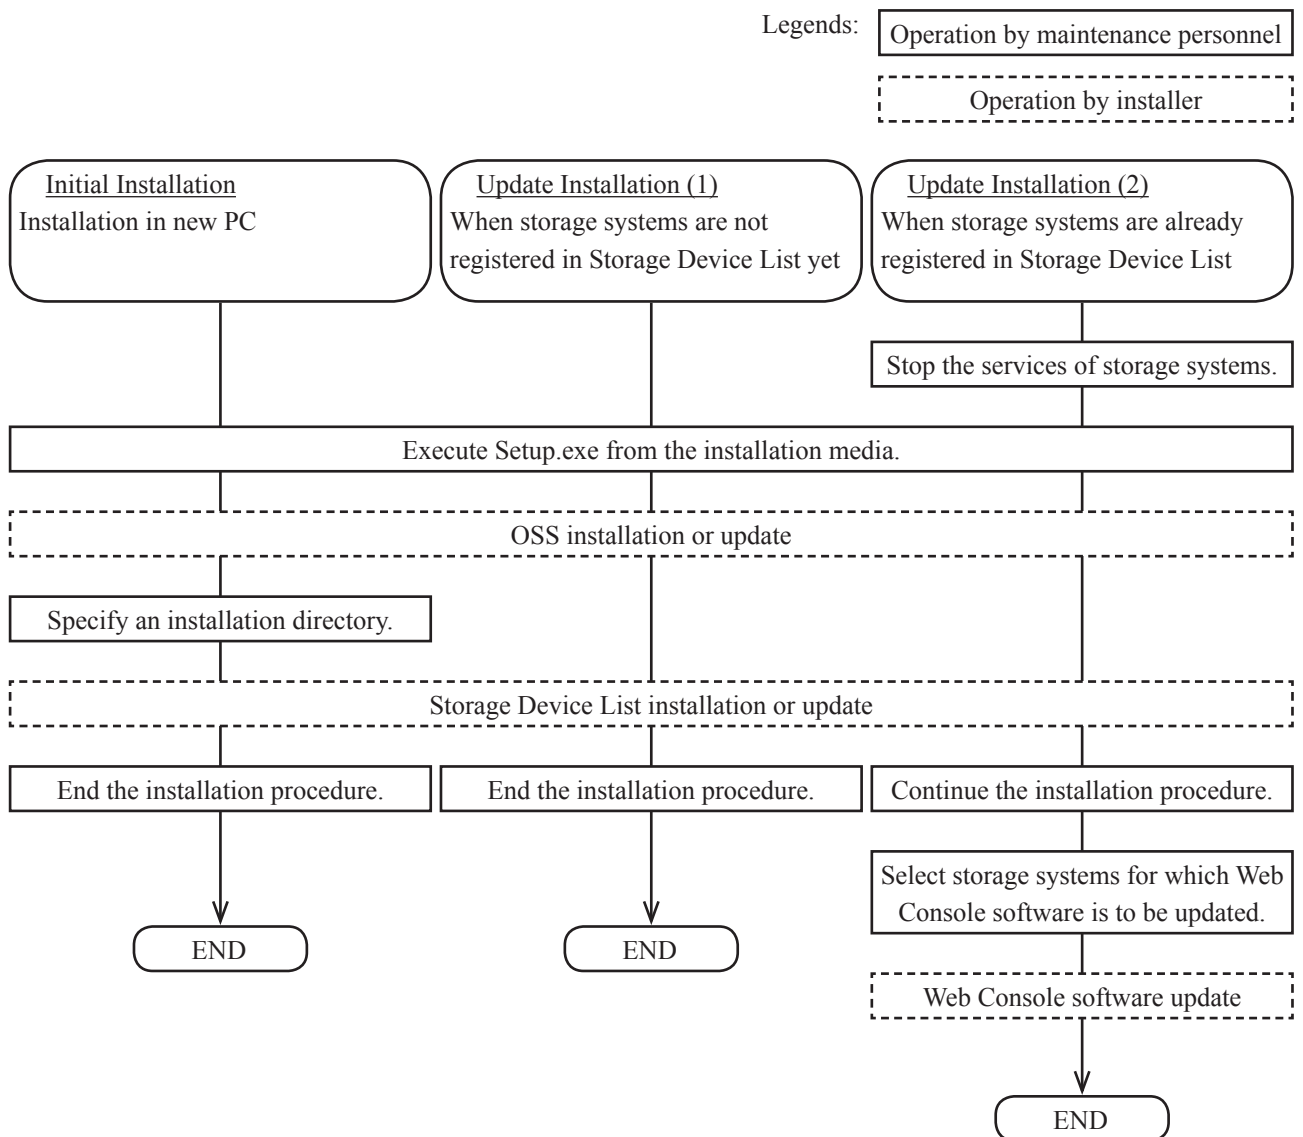 Legends:
Operation by maintenance personnel
Operation by installer
Initial Installation
Installation in new PC
Update Installation (1)
When storage systems are not
registered in Storage Device List yet
Update Installation (2)
When storage systems are already
registered in Storage Device List
Stop the services of storage systems.
Execute Setup.exe from the installation media.
OSS installation or update
Specify an installation directory.
Storage Device List installation or update
End the installation procedure.
End the installation procedure.
Continue the installation procedure.
Select storage systems for which Web
Console software is to be updated.
END
END
Web Console software update
END